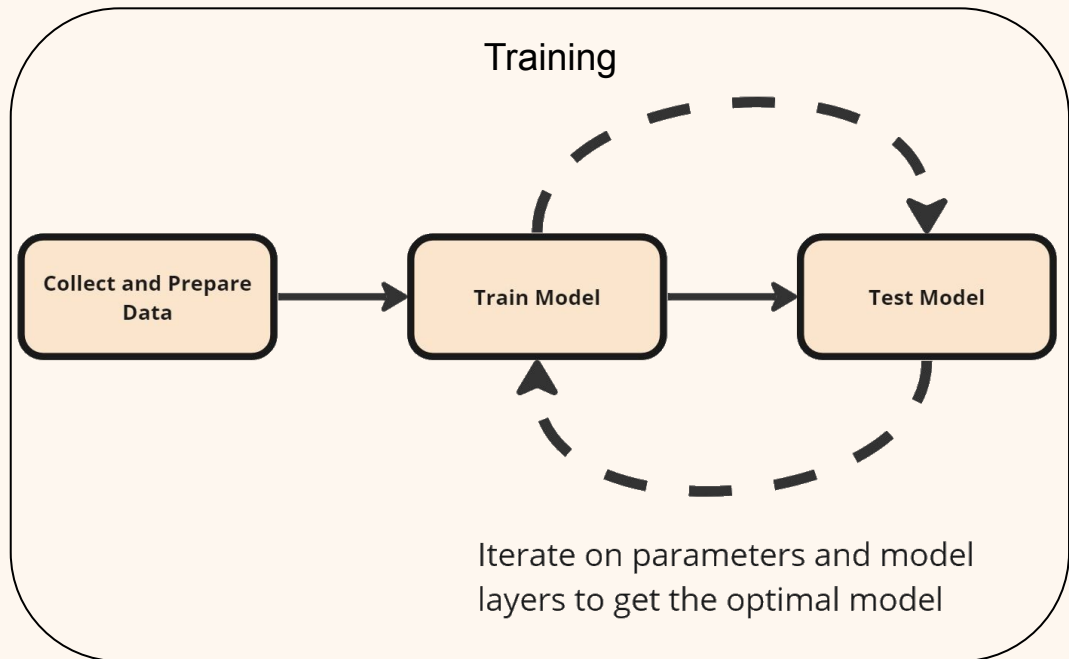 Training
Collect and Prepare
Data
Train Model
Test Model
Iterate on parameters and model
layers to get the optimal model